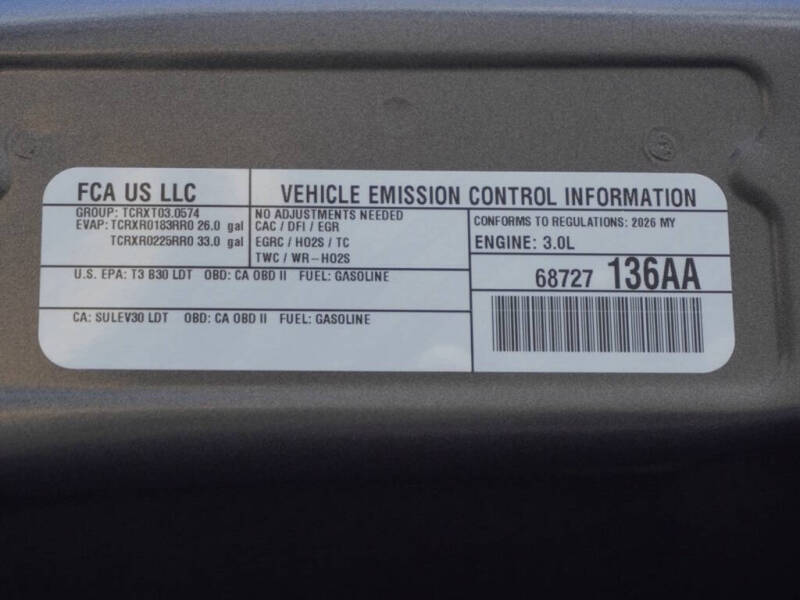 FCA US LLC
VEHICLE EMISSION CONTROL INFORMATION
GROUP: TCRXT03.0574
EVAP: TCRXR0183RR0 26.0 gal
TCRXR0225RR0 33.0 gal
NO ADJUSTMENTS NEEDED
CAC / DFI / EGR
EGRC / HO2S / TC
TWC / WR-HO2S
CONFORMS TO REGULATIONS: 2026 MY
ENGINE: 3.0L
U.S. EPA: T3 B30 LDT OBD: CA OBD II FUEL: GASOLINE
68727 136AA
CA: SULEV30 LDT OBD: CA OBD II FUEL: GASOLINE